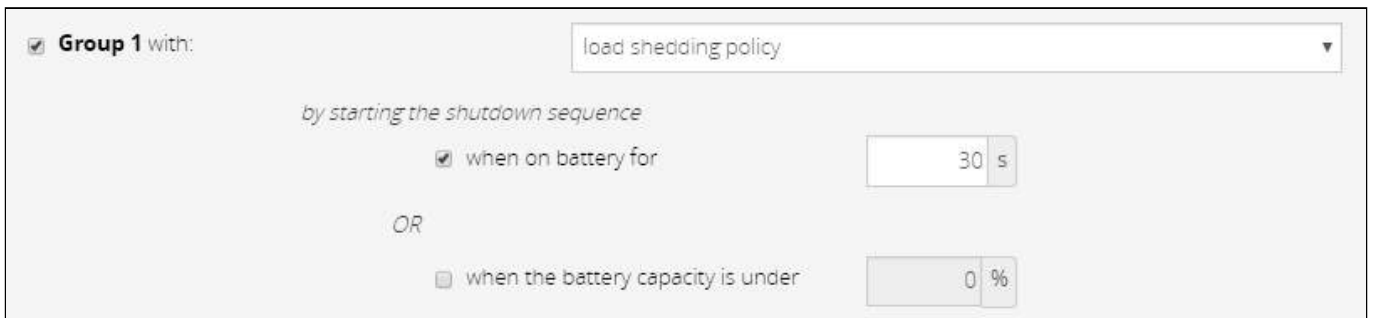 Group 1 with:
load shedding policy
by starting the shutdown sequence
when on battery for
30 s
OR
when the battery capacity is under
0 %